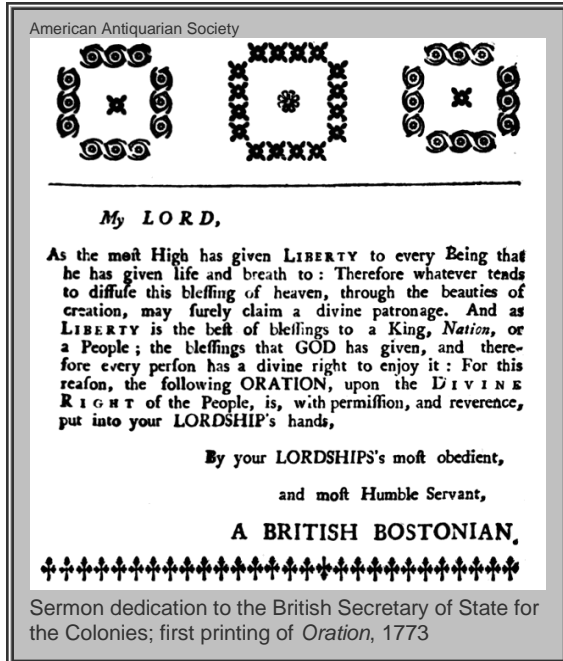 American Antiquarian Society
My LORD,
As the moſt High has given LIBERTY to every Being that
he has given life and breath to : Therefore whatever tends
to diffuſe this bleſſing of heaven, through the beauties of
creation, may ſurely claim a divine patronage. And as
LIBERTY is the beſt of bleſſings to a King, Nation, or
a People ; the bleſſings that GOD has given, and there-
fore every perſon has a divine right to enjoy it : For this
reaſon, the following ORATION, upon the DIVINE
RIGHT of the People, is, with permiſſion, and reverence,
put into your LORDSHIP's hands,
By your LORDSHIPS's moſt obedient,
and moſt Humble Servant,
A BRITISH BOSTONIAN.
Sermon dedication to the British Secretary of State for
the Colonies; first printing of Oration, 1773